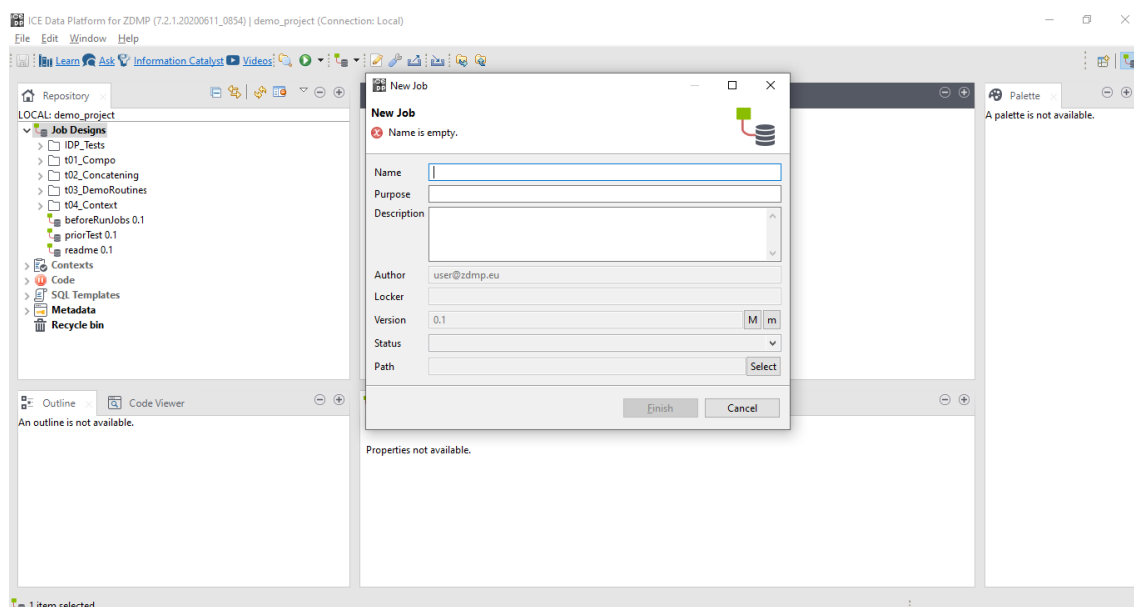 ICE Data Platform for ZDMP (7.2.1.20200611_0854) | demo_project (Connection: Local)
File Edit Window Help
Learn Ask Information Catalyst Videos
Repository
LOCAL: demo_project
Job Designs
IDP_Tests
t01_Compo
t02_Concatening
t03_DemoRoutines
t04_Context
beforeRunJobs 0.1
priorTest 0.1
readme 0.1
Contexts
Code
SQL Templates
Metadata
Recycle bin
New Job
New Job
Name is empty.
Name
Purpose
Description
Author user@zdmp.eu
Locker
Version 0.1 M m
Status
Path Select
Finish Cancel
Palette
A palette is not available.
Outline Code Viewer
An outline is not available.
Properties not available.
1 item selected